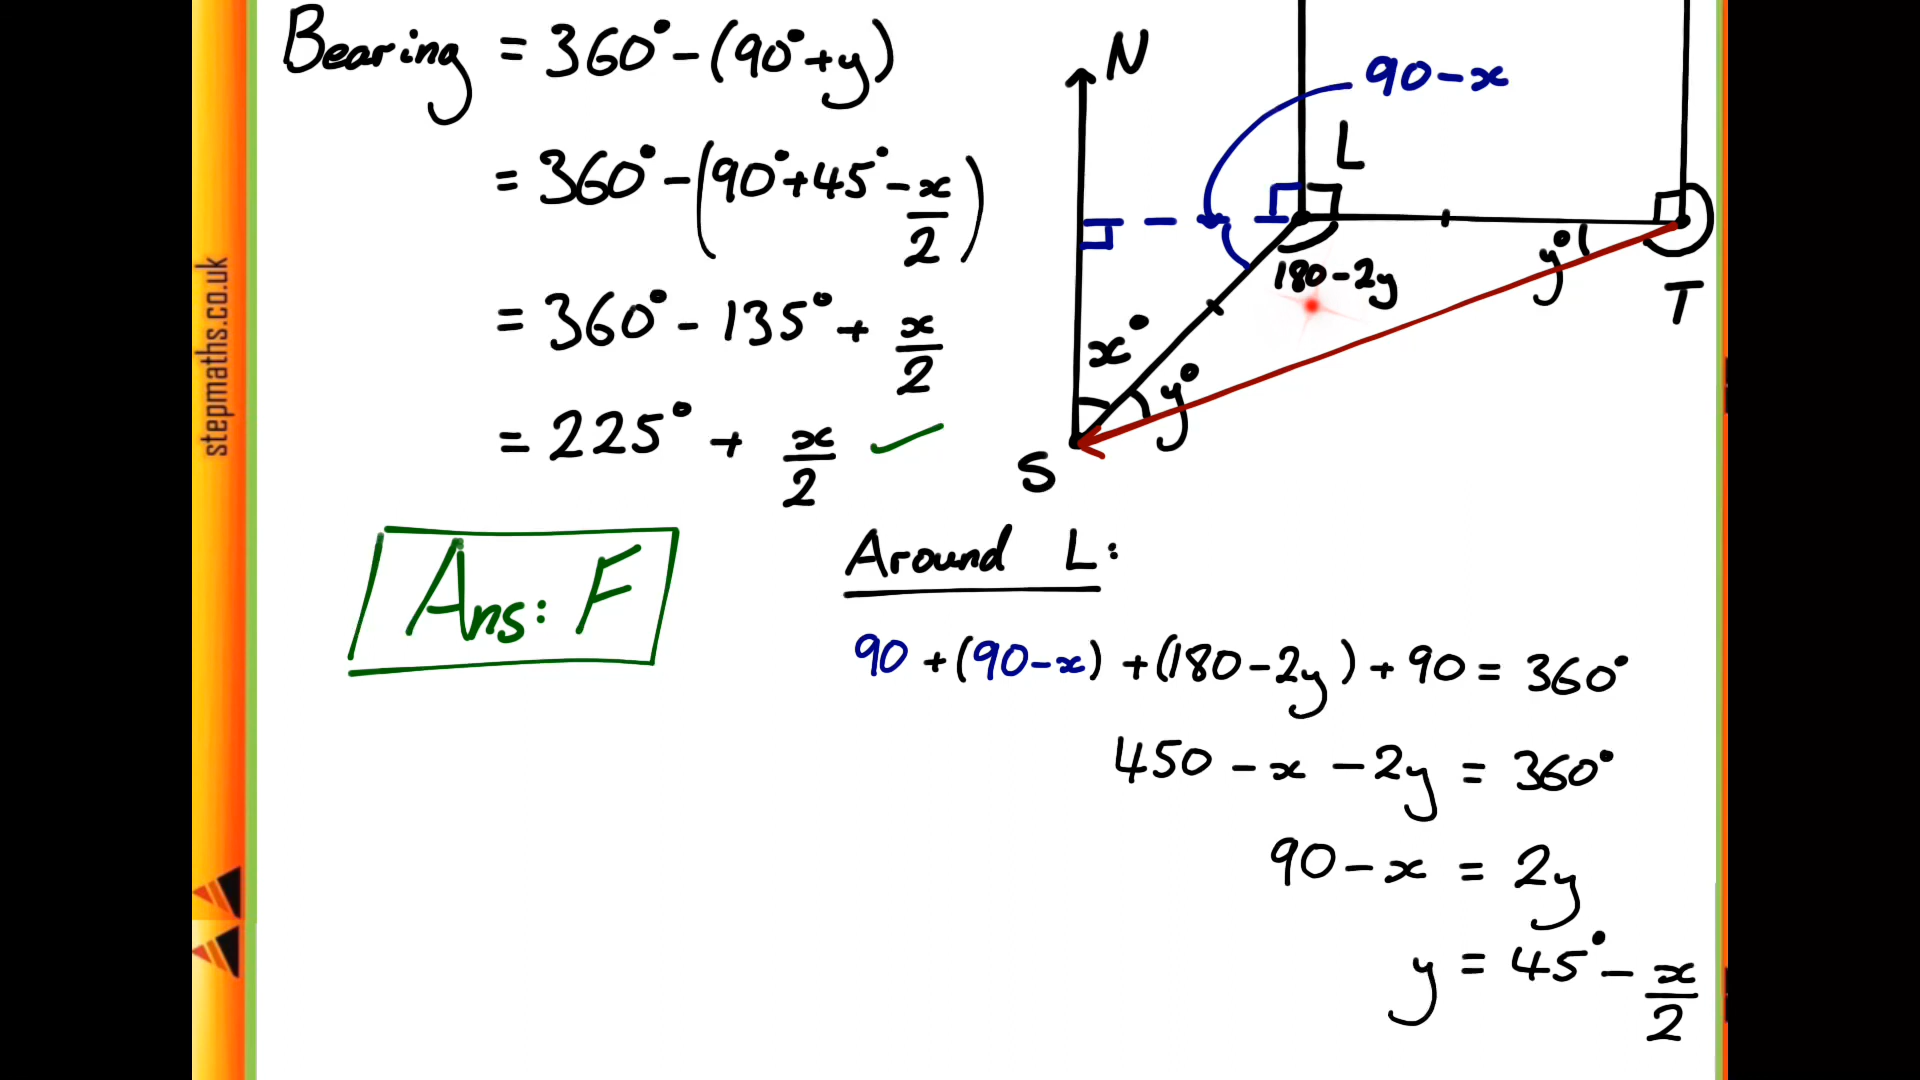 Bearing = 360° - (90° + y)
= 360° - (90° + 45° - x/2)
= 360° - 135° + x/2
= 225° + x/2 ✓
Ans: F
N
90 - x
L
180 - 2y
y°
T
x°
y°
S
Around L:
90 + (90 - x) + (180 - 2y) + 90 = 360°
450 - x - 2y = 360°
90 - x = 2y
y = 45° - x/2
stepmaths.co.uk